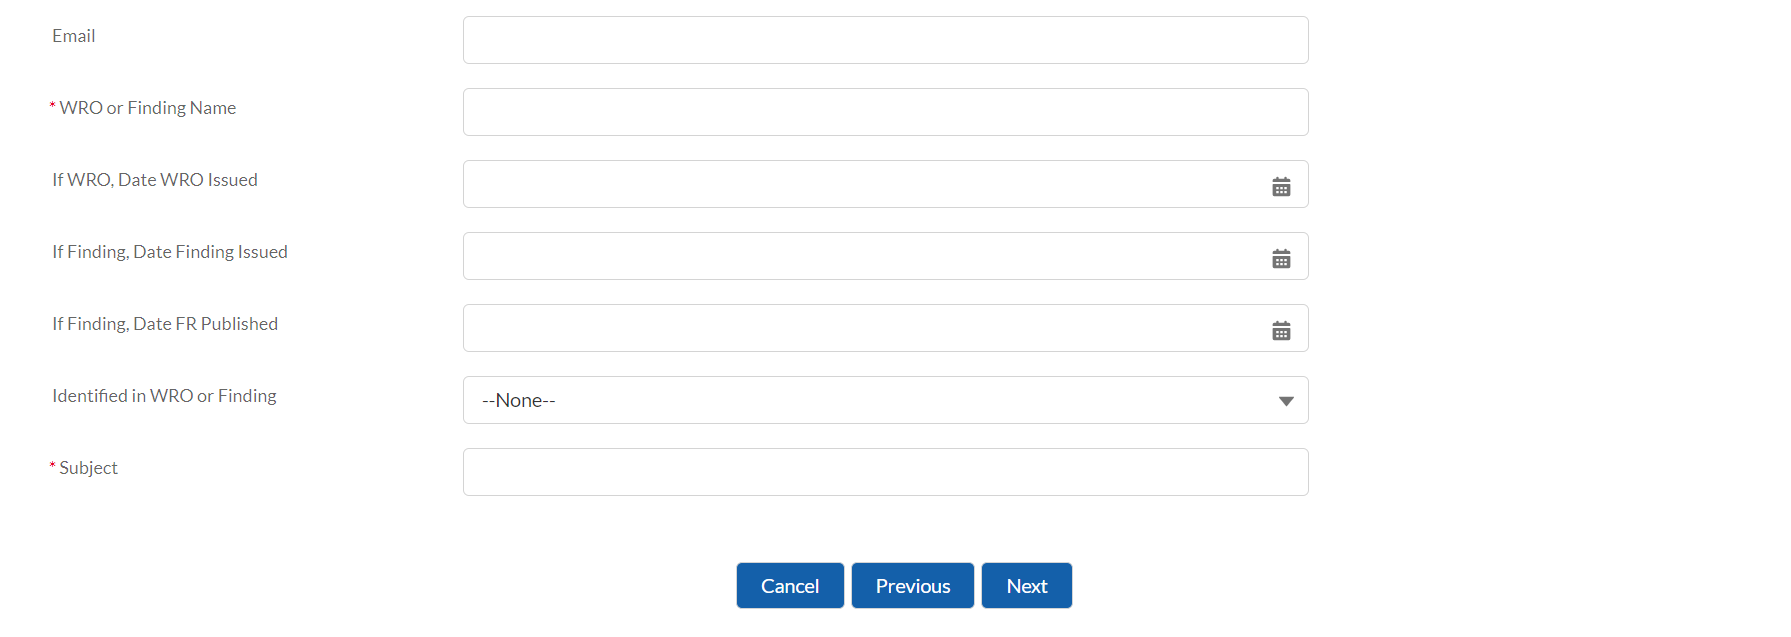 Email
* WRO or Finding Name
If WRO, Date WRO Issued
If Finding, Date Finding Issued
If Finding, Date FR Published
Identified in WRO or Finding
--None--
* Subject
Cancel Previous Next